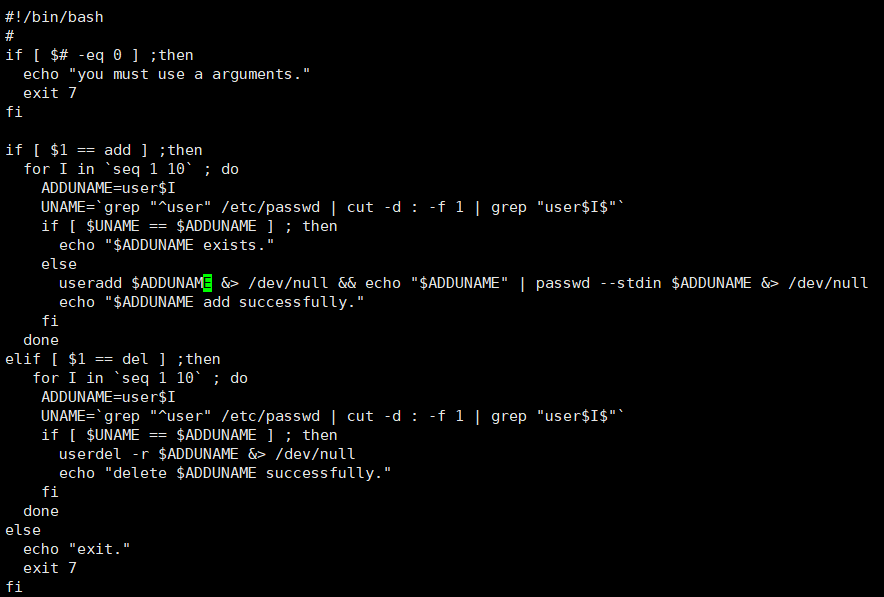 #!/bin/bash
#
if [ $# -eq 0 ] ;then
  echo "you must use a arguments."
  exit 7
fi

if [ $1 == add ] ;then
  for I in `seq 1 10` ; do
    ADDUNAME=user$I
    UNAME=`grep "^user" /etc/passwd | cut -d : -f 1 | grep "user$I$"`
    if [ $UNAME == $ADDUNAME ] ; then
      echo "$ADDUNAME exists."
    else
      useradd $ADDUNAME &> /dev/null && echo "$ADDUNAME" | passwd --stdin $ADDUNAME &> /dev/null
      echo "$ADDUNAME add successfully."
    fi
  done
elif [ $1 == del ] ;then
   for I in `seq 1 10` ; do
    ADDUNAME=user$I
    UNAME=`grep "^user" /etc/passwd | cut -d : -f 1 | grep "user$I$"`
    if [ $UNAME == $ADDUNAME ] ; then
      userdel -r $ADDUNAME &> /dev/null
      echo "delete $ADDUNAME successfully."
    fi
  done
else
  echo "exit."
  exit 7
fi